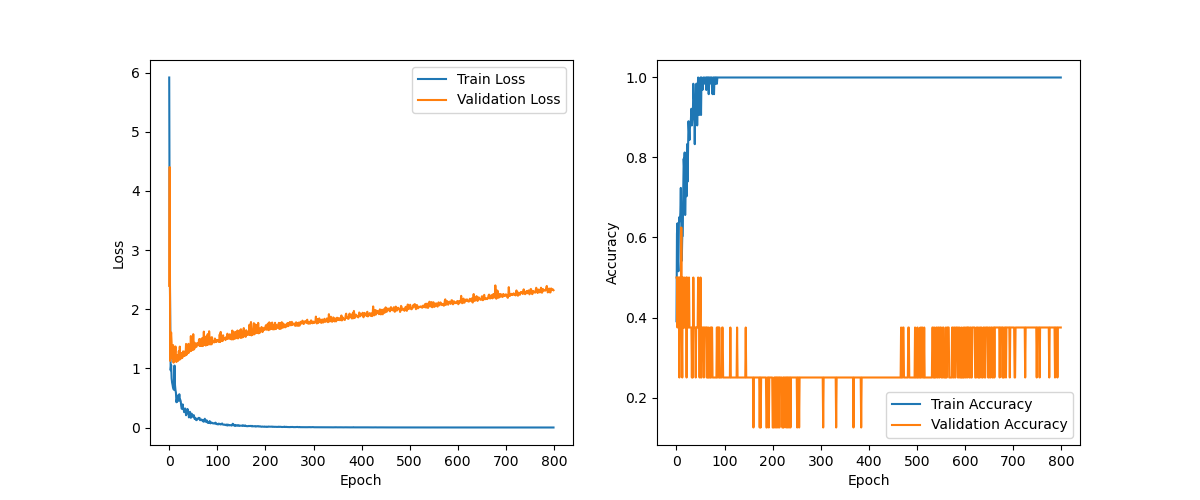 Train Loss
Validation Loss
6
5
4
3
2
1
0
Loss
0 100 200 300 400 500 600 700 800
Epoch
1.0
0.8
0.6
0.4
0.2
Accuracy
Train Accuracy
Validation Accuracy
0 100 200 300 400 500 600 700 800
Epoch